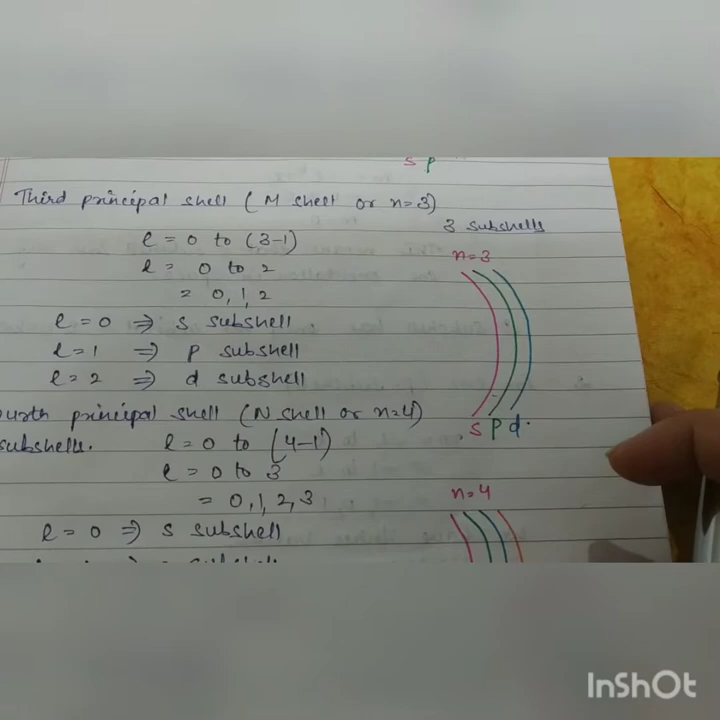 s p
Third principal shell ( M shell or n=3)
3 subshells
l = 0 to (3-1)
n=3
l = 0 to 2
= 0, 1, 2
l = 0 ⇒ s subshell
l = 1 ⇒ p subshell
l = 2 ⇒ d subshell
ourth principal shell (N shell or n=4)
s p d
subshells. l = 0 to (4-1)
l = 0 to 3
= 0, 1, 2, 3
n=4
l = 0 ⇒ s subshell
InShOt